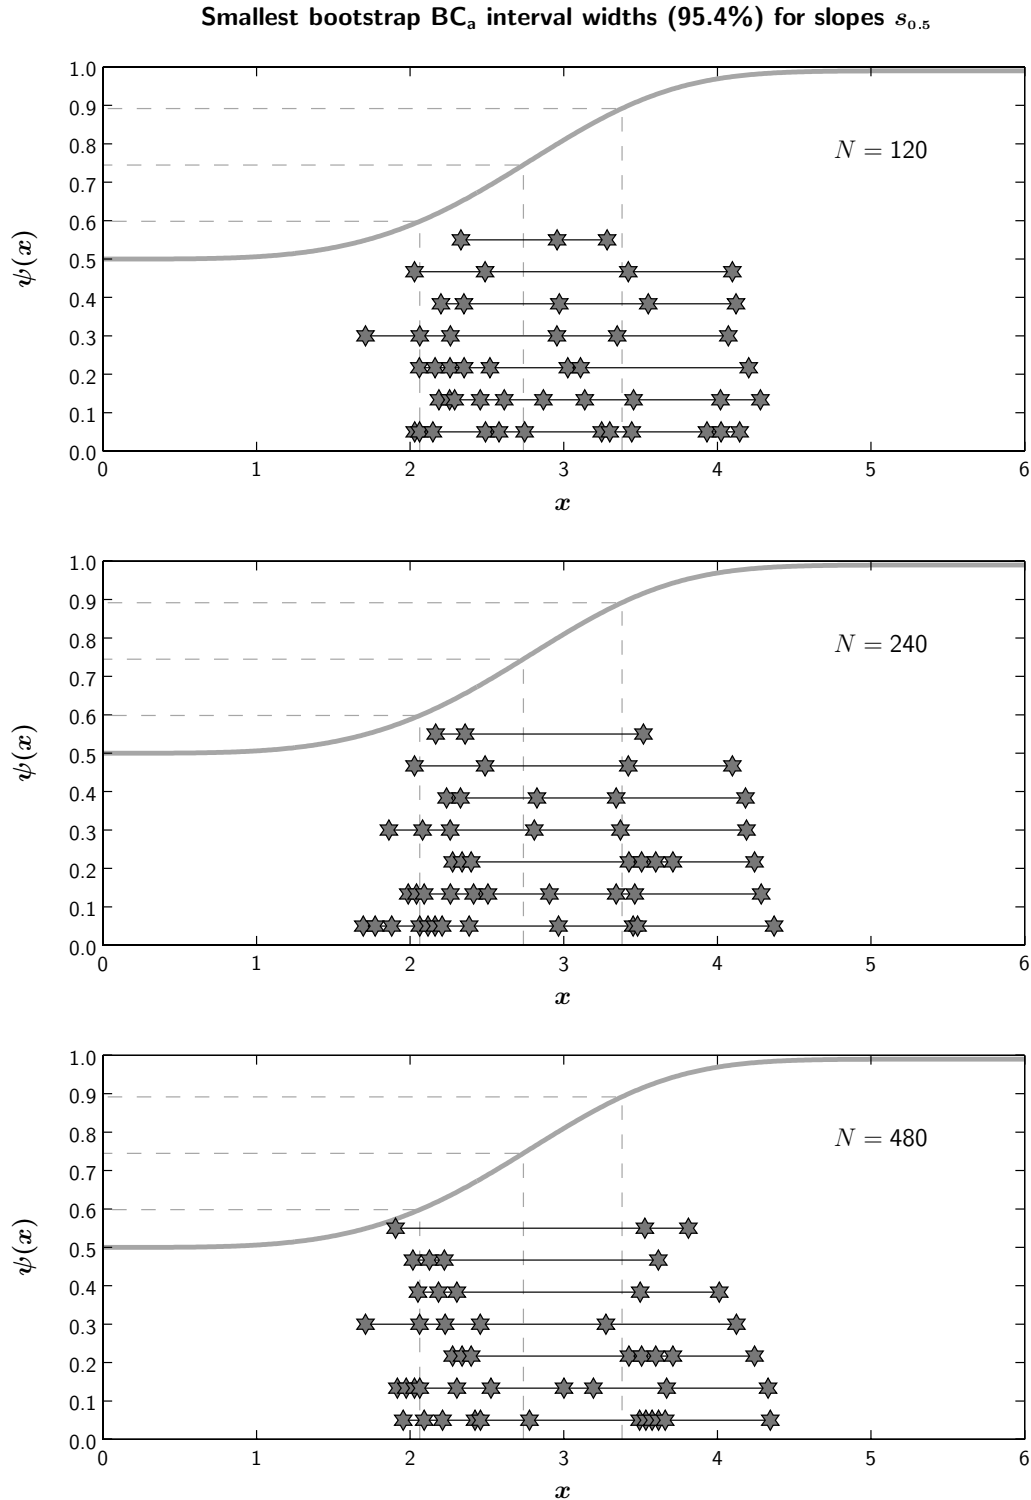 Smallest bootstrap BCₐ interval widths (95.4%) for slopes s₀.₅
1.0
0.9
0.8
0.7
0.6
0.5
0.4
0.3
0.2
0.1
0.0
ψ(x)
N = 120
0 1 2 3 4 5 6
x
1.0
0.9
0.8
0.7
0.6
0.5
0.4
0.3
0.2
0.1
0.0
ψ(x)
N = 240
0 1 2 3 4 5 6
x
1.0
0.9
0.8
0.7
0.6
0.5
0.4
0.3
0.2
0.1
0.0
ψ(x)
N = 480
0 1 2 3 4 5 6
x